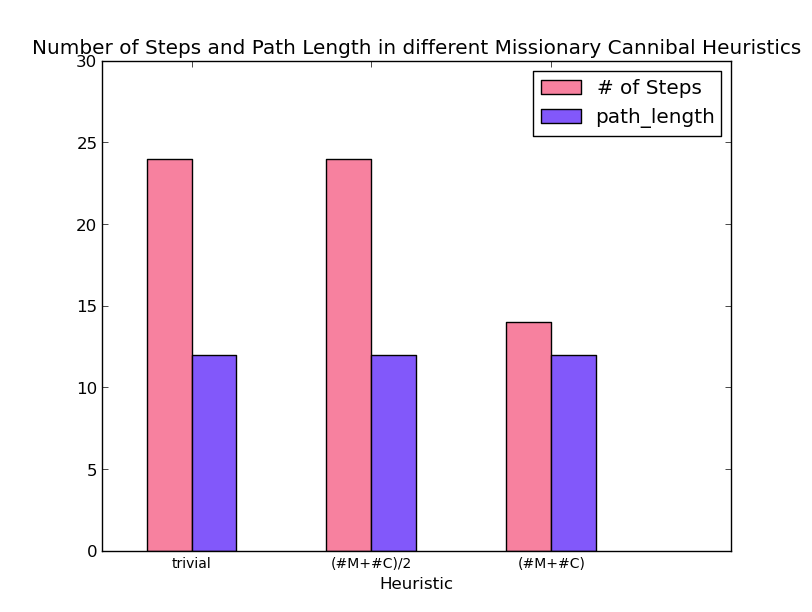 Number of Steps and Path Length in different Missionary Cannibal Heuristics
30
25
20
15
10
5
0
# of Steps
path_length
trivial
(#M+#C)/2
(#M+#C)
Heuristic